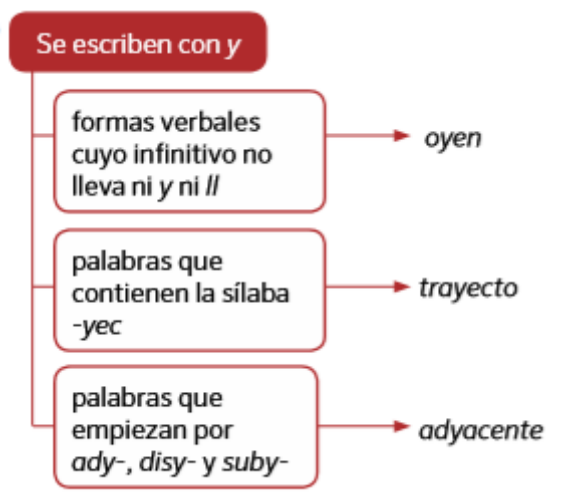 Se escriben con y
formas verbales
cuyo infinitivo no
lleva ni y ni ll
oyen
palabras que
contienen la sílaba
-yec
trayecto
palabras que
empiezan por
ady-, disy- y suby-
adyacente